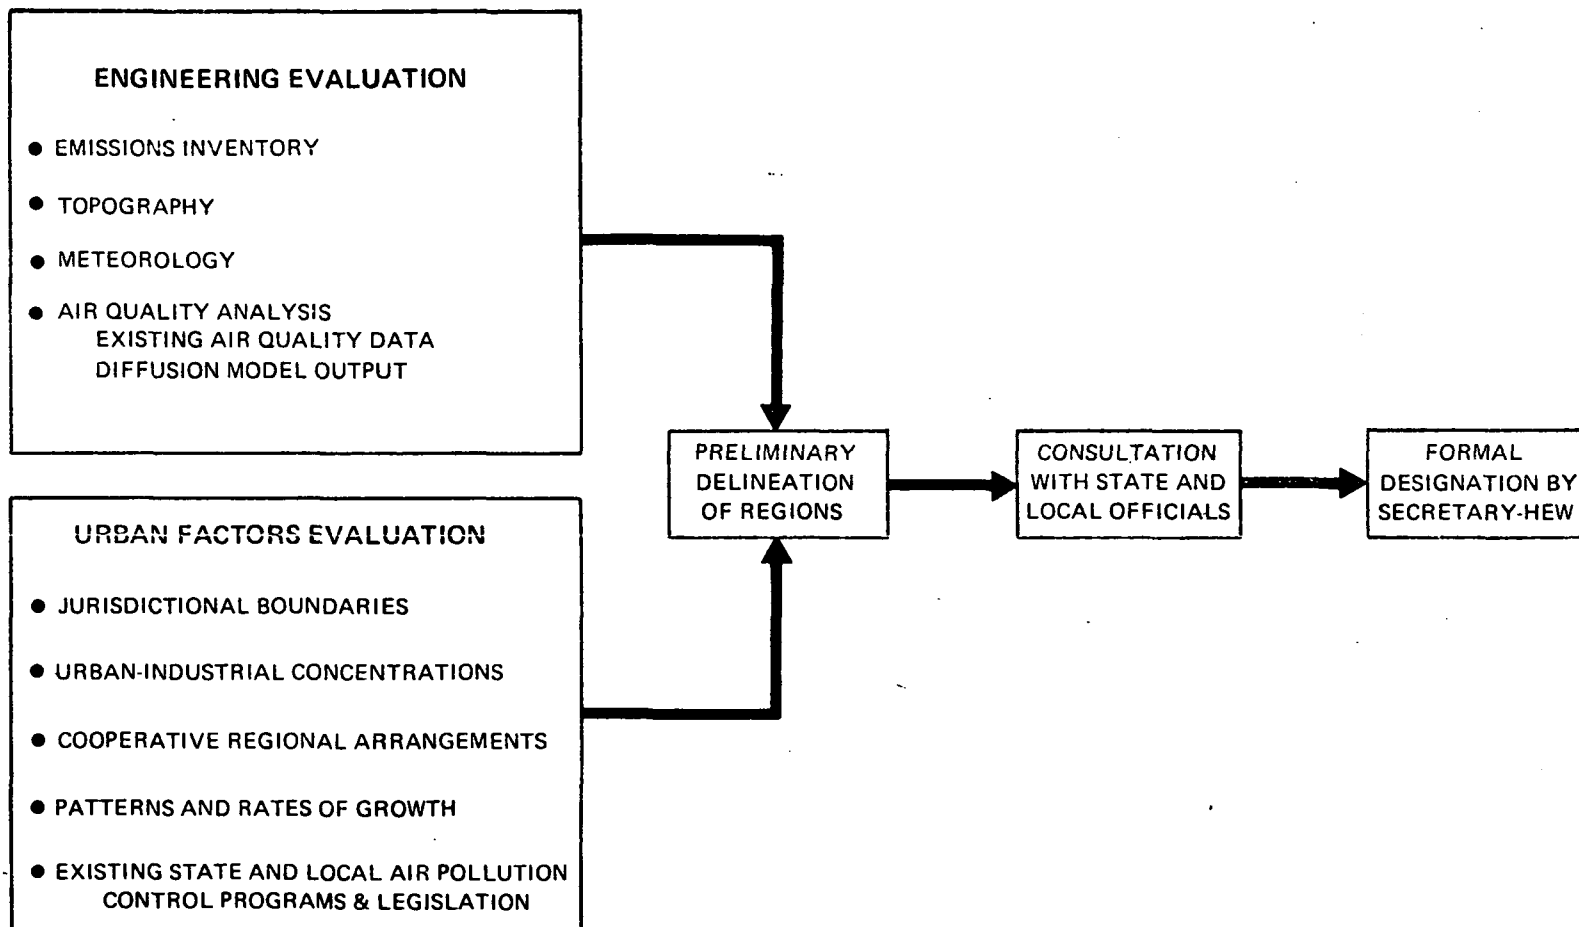 ENGINEERING EVALUATION
● EMISSIONS INVENTORY
● TOPOGRAPHY
● METEOROLOGY
● AIR QUALITY ANALYSIS
EXISTING AIR QUALITY DATA
DIFFUSION MODEL OUTPUT
URBAN FACTORS EVALUATION
● JURISDICTIONAL BOUNDARIES
● URBAN-INDUSTRIAL CONCENTRATIONS
● COOPERATIVE REGIONAL ARRANGEMENTS
● PATTERNS AND RATES OF GROWTH
● EXISTING STATE AND LOCAL AIR POLLUTION
CONTROL PROGRAMS & LEGISLATION
PRELIMINARY
DELINEATION
OF REGIONS
CONSULTATION
WITH STATE AND
LOCAL OFFICIALS
FORMAL
DESIGNATION BY
SECRETARY-HEW